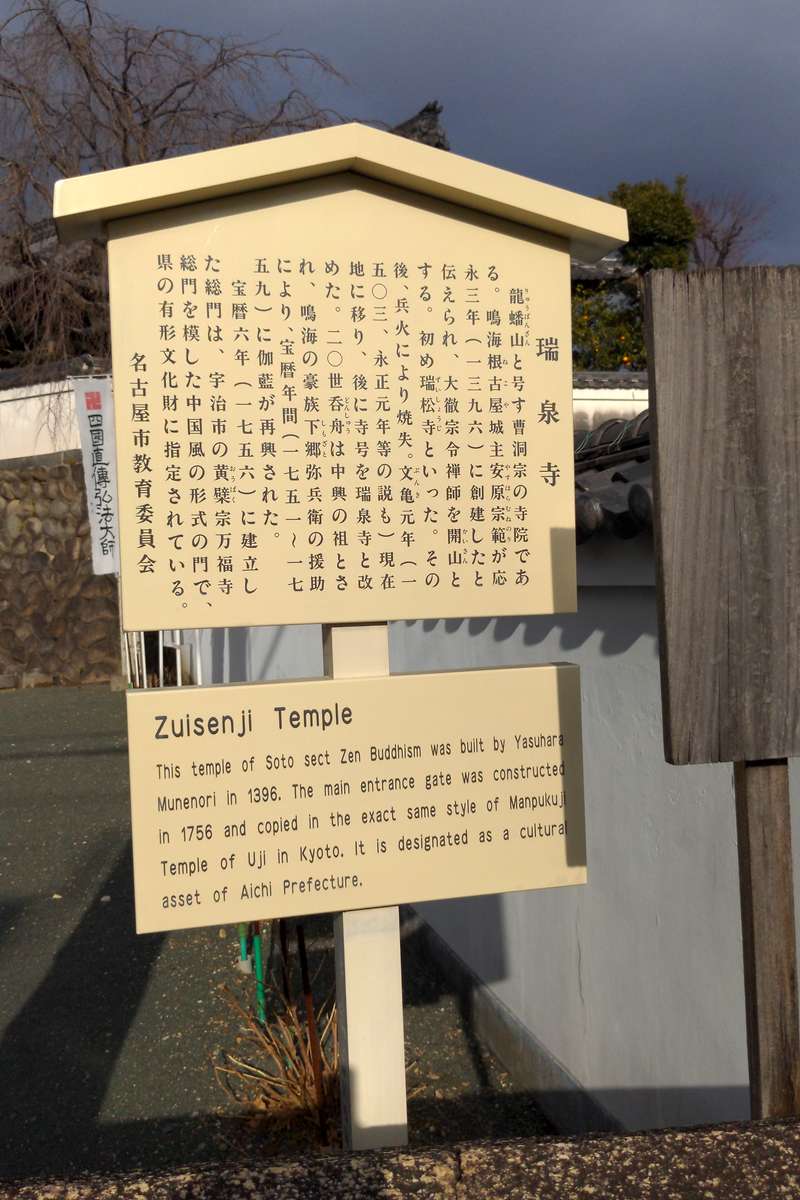 瑞泉寺
龍蟠山と号す曹洞宗の寺院であ
る。鳴海根古屋城主安原宗範が応
永三年（一三九六）に創建したと
伝えられ、大徹宗令禅師を開山と
する。初め瑞松寺といった。その
後、兵火により焼失。文亀元年（一
五〇三、永正元年等の説も）現在
地に移り、後に寺号を瑞泉寺と改
めた。二〇世呑舟は中興の祖とさ
れ、鳴海の豪族下郷弥兵衛の援助
により、宝暦年間（一七五一～一七
五九）に伽藍が再興された。
宝暦六年（一七五六）に建立し
た総門は、宇治市の黄檗宗万福寺
総門を模した中国風の形式の門で、
県の有形文化財に指定されている。
名古屋市教育委員会
Zuisenji Temple
This temple of Soto sect Zen Buddhism was built by Yasuhara
Munenori in 1396. The main entrance gate was constructed
in 1756 and copied in the exact same style of Manpukuji
Temple of Uji in Kyoto. It is designated as a cultural
asset of Aichi Prefecture.
四国直傳弘法大師